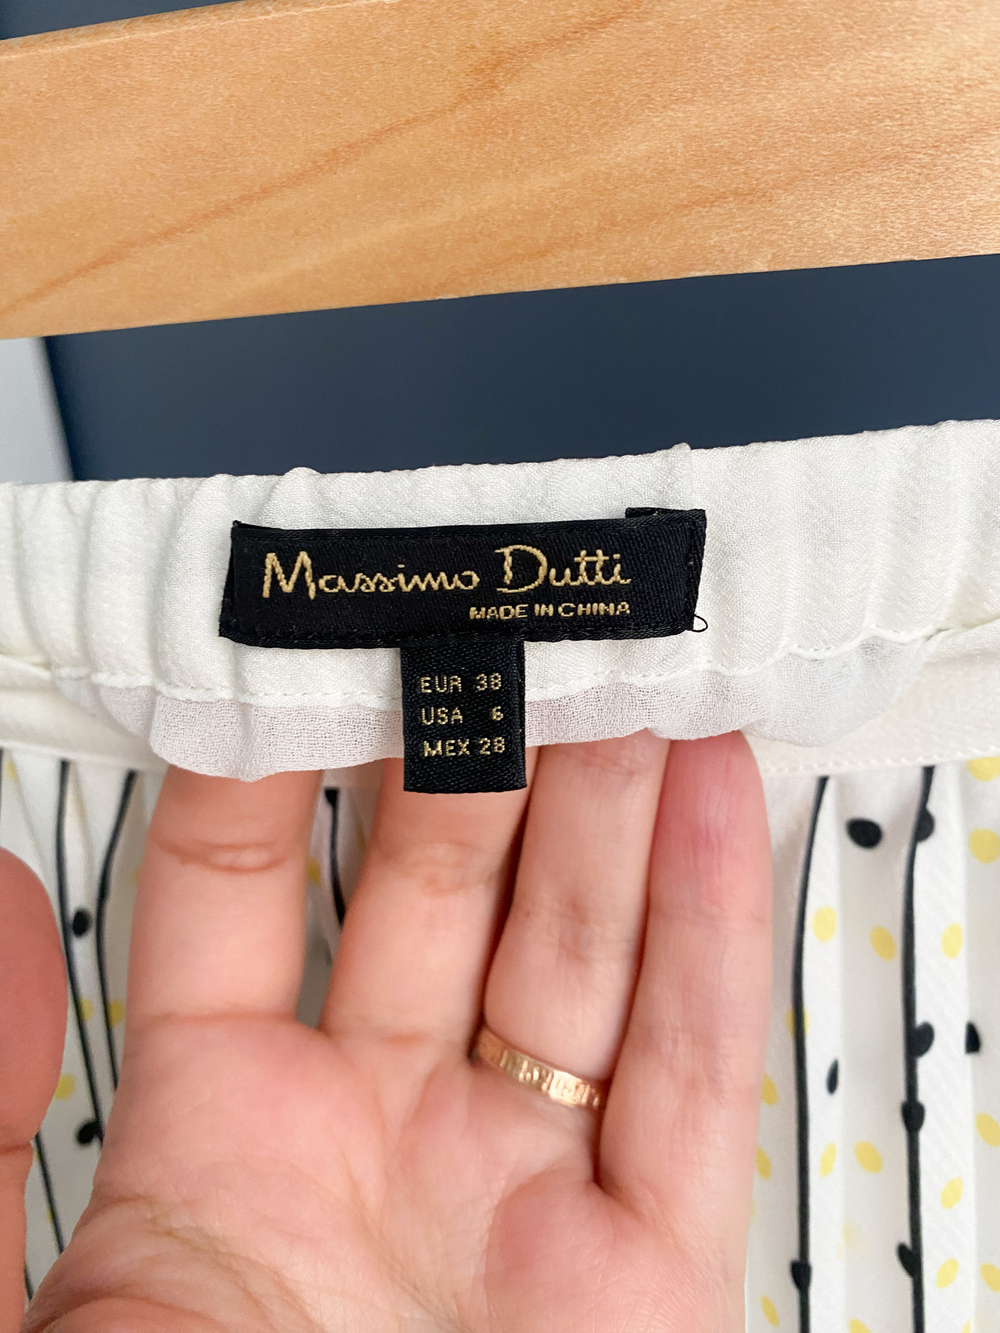 Massimo Dutti
MADE IN CHINA
EUR 38
USA 6
MEX 28